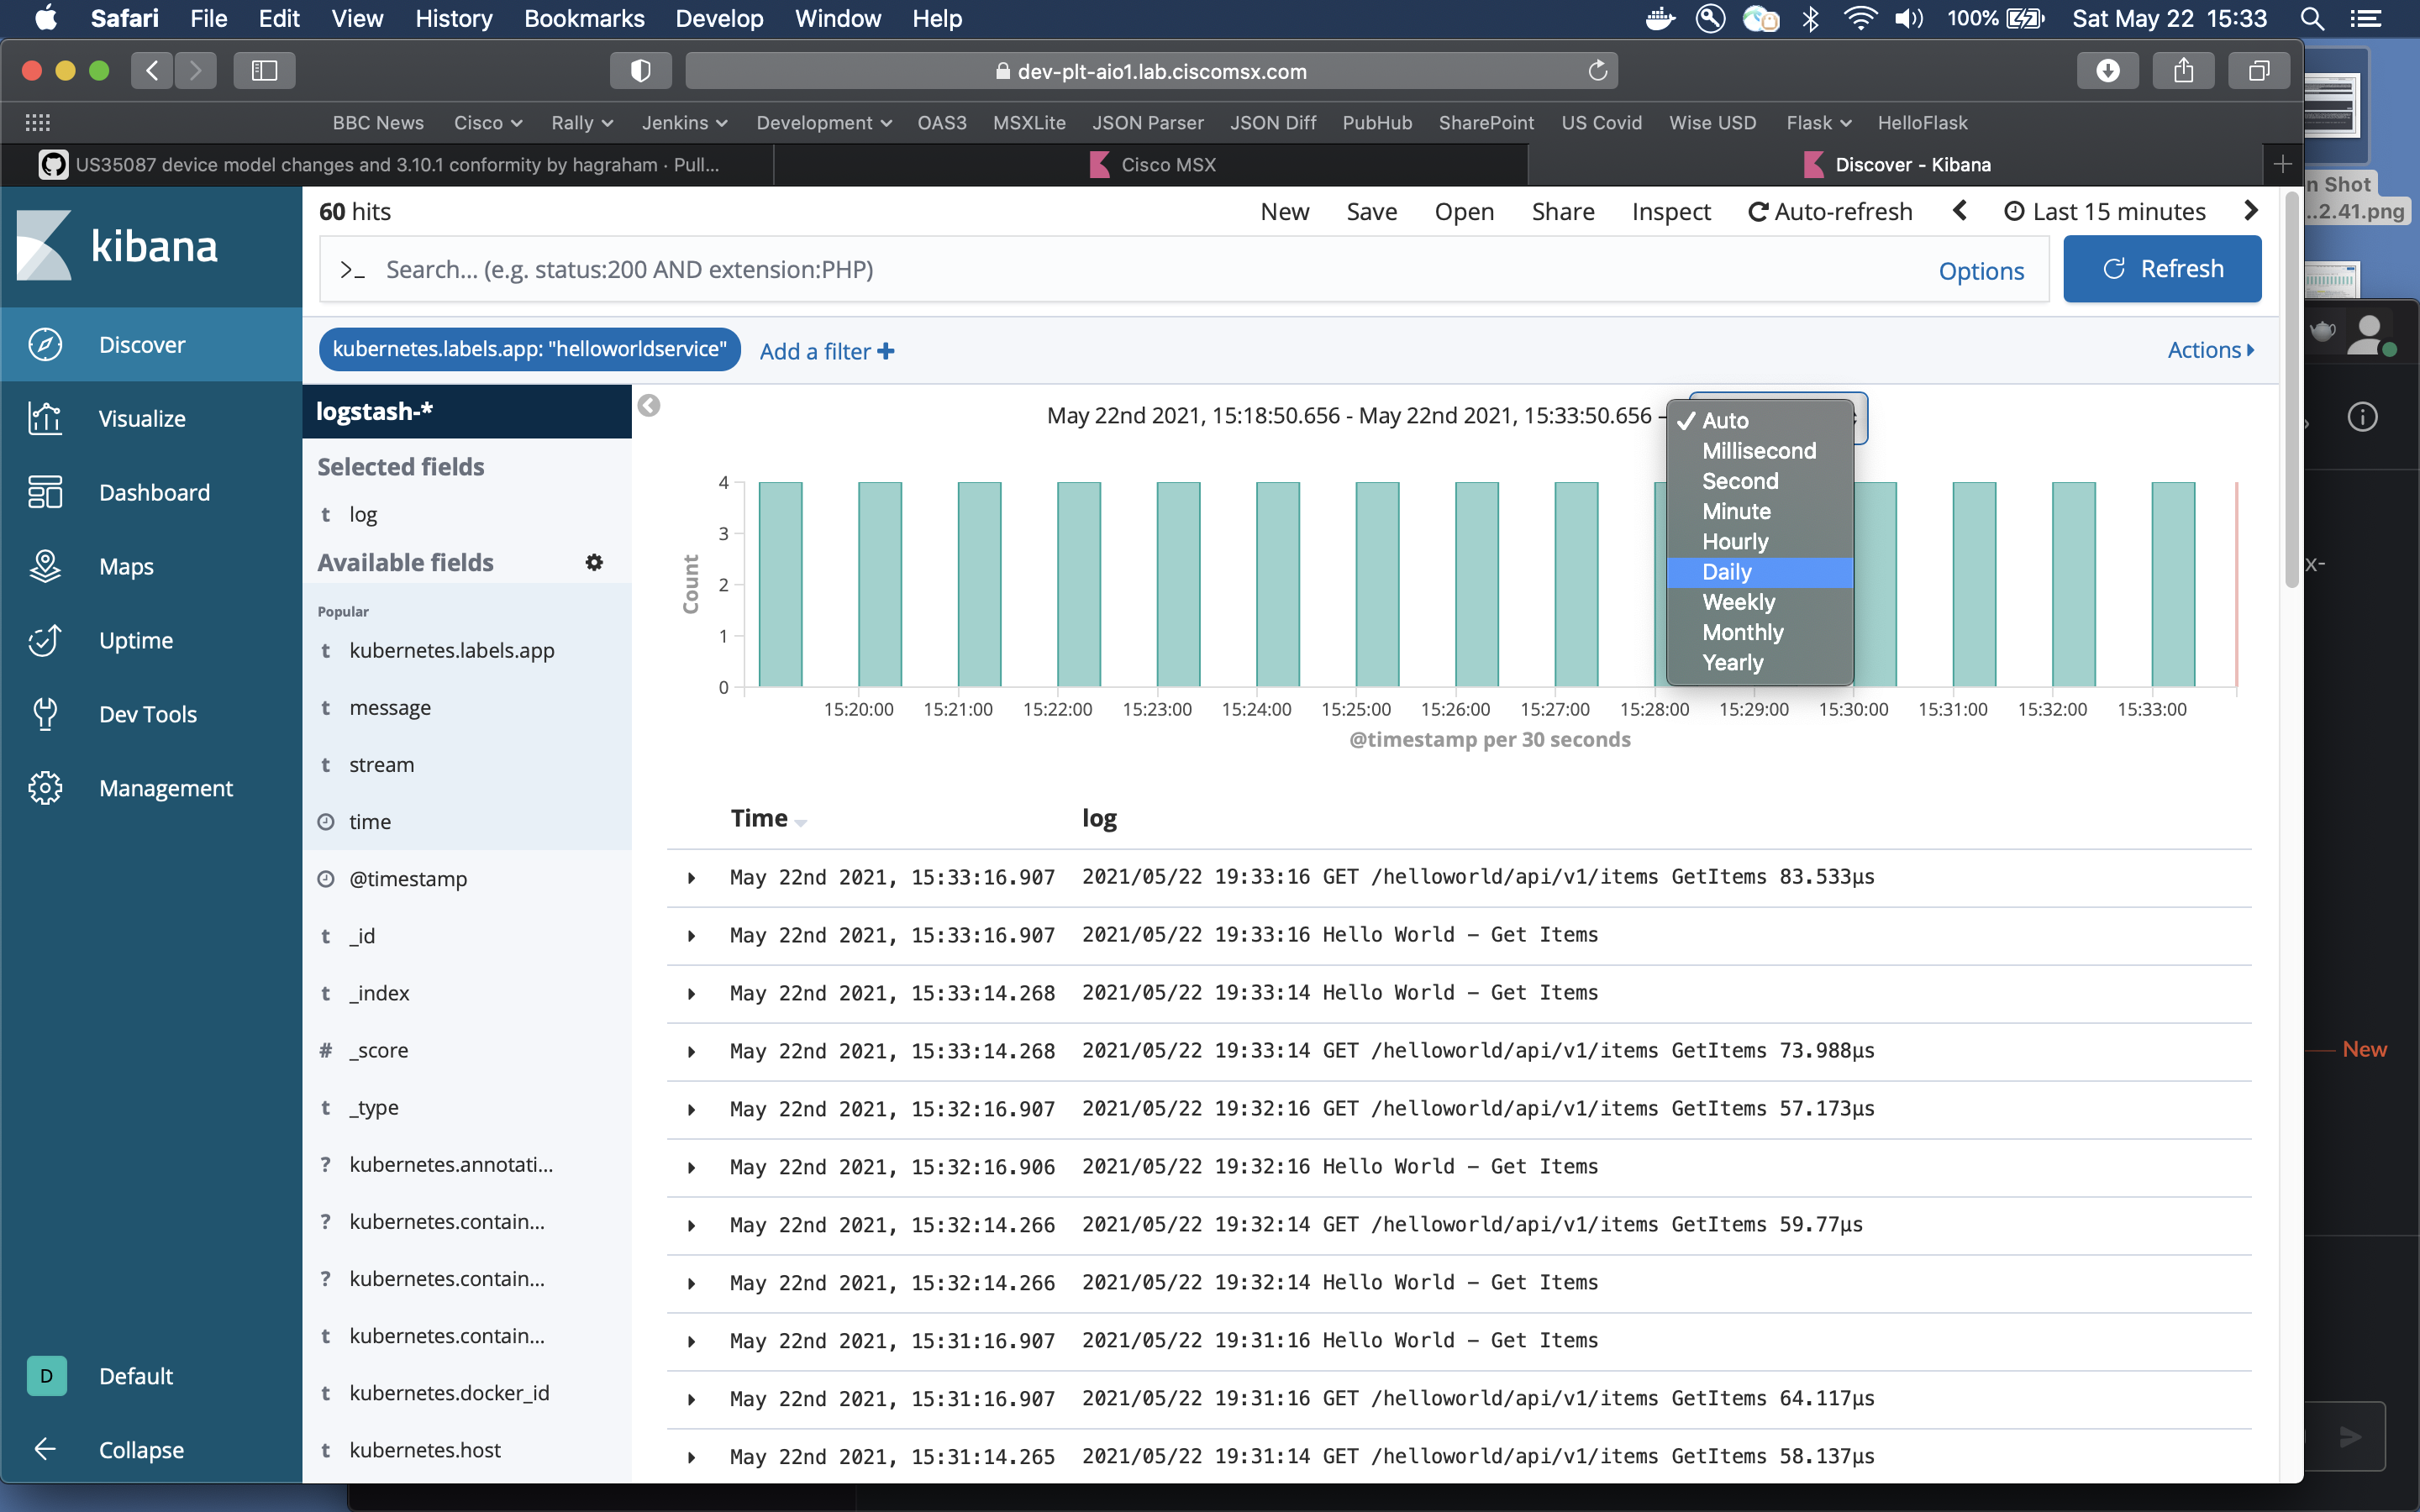 Safari File Edit View History Bookmarks Develop Window Help 100% Sat May 22 15:33
dev-plt-aio1.lab.ciscomsx.com
BBC News Cisco Rally Jenkins Development OAS3 MSXLite JSON Parser JSON Diff PubHub SharePoint US Covid Wise USD Flask HelloFlask
US35087 device model changes and 3.10.1 conformity by hagraham · Pull... Cisco MSX Discover - Kibana
n Shot
...2.41.png
kibana
Discover
Visualize
Dashboard
Maps
Uptime
Dev Tools
Management
D Default
Collapse
60 hits New Save Open Share Inspect Auto-refresh Last 15 minutes
>_ Search... (e.g. status:200 AND extension:PHP) Options Refresh
kubernetes.labels.app: "helloworldservice" Add a filter + Actions
logstash-*
Selected fields
t log
Available fields
Popular
t kubernetes.labels.app
t message
t stream
time
@timestamp
t _id
t _index
# _score
t _type
? kubernetes.annotati...
? kubernetes.contain...
? kubernetes.contain...
t kubernetes.contain...
t kubernetes.docker_id
t kubernetes.host
May 22nd 2021, 15:18:50.656 - May 22nd 2021, 15:33:50.656 –
✓ Auto
Millisecond
Second
Minute
Hourly
Daily
Weekly
Monthly
Yearly
Count
4
3
2
1
0
15:20:00 15:21:00 15:22:00 15:23:00 15:24:00 15:25:00 15:26:00 15:27:00 15:28:00 15:29:00 15:30:00 15:31:00 15:32:00 15:33:00
@timestamp per 30 seconds
Time log
May 22nd 2021, 15:33:16.907 2021/05/22 19:33:16 GET /helloworld/api/v1/items GetItems 83.533µs
May 22nd 2021, 15:33:16.907 2021/05/22 19:33:16 Hello World – Get Items
May 22nd 2021, 15:33:14.268 2021/05/22 19:33:14 Hello World – Get Items
May 22nd 2021, 15:33:14.268 2021/05/22 19:33:14 GET /helloworld/api/v1/items GetItems 73.988µs
May 22nd 2021, 15:32:16.907 2021/05/22 19:32:16 GET /helloworld/api/v1/items GetItems 57.173µs
May 22nd 2021, 15:32:16.906 2021/05/22 19:32:16 Hello World – Get Items
May 22nd 2021, 15:32:14.266 2021/05/22 19:32:14 GET /helloworld/api/v1/items GetItems 59.77µs
May 22nd 2021, 15:32:14.266 2021/05/22 19:32:14 Hello World – Get Items
May 22nd 2021, 15:31:16.907 2021/05/22 19:31:16 Hello World – Get Items
May 22nd 2021, 15:31:16.907 2021/05/22 19:31:16 GET /helloworld/api/v1/items GetItems 64.117µs
May 22nd 2021, 15:31:14.265 2021/05/22 19:31:14 GET /helloworld/api/v1/items GetItems 58.137µs
x-
New